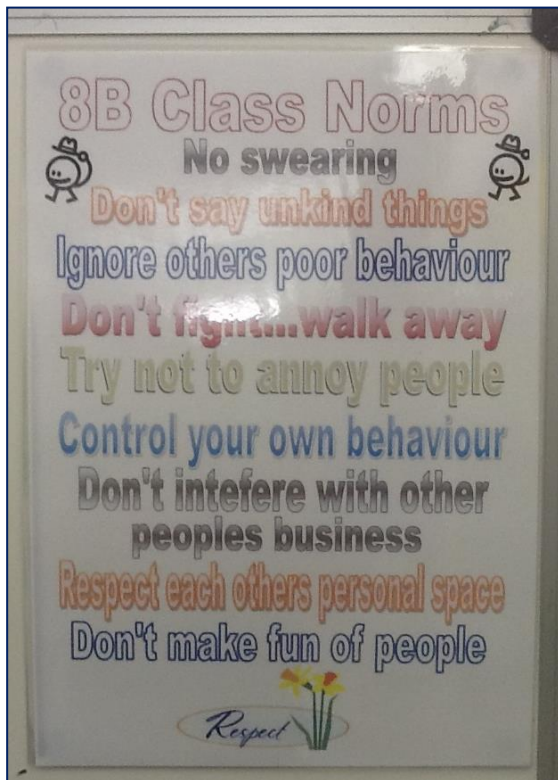 8B Class Norms
No swearing
Don't say unkind things
Ignore others poor behaviour
Don't fight...walk away
Try not to annoy people
Control your own behaviour
Don't intefere with other
peoples business
Respect each others personal space
Don't make fun of people
Respect